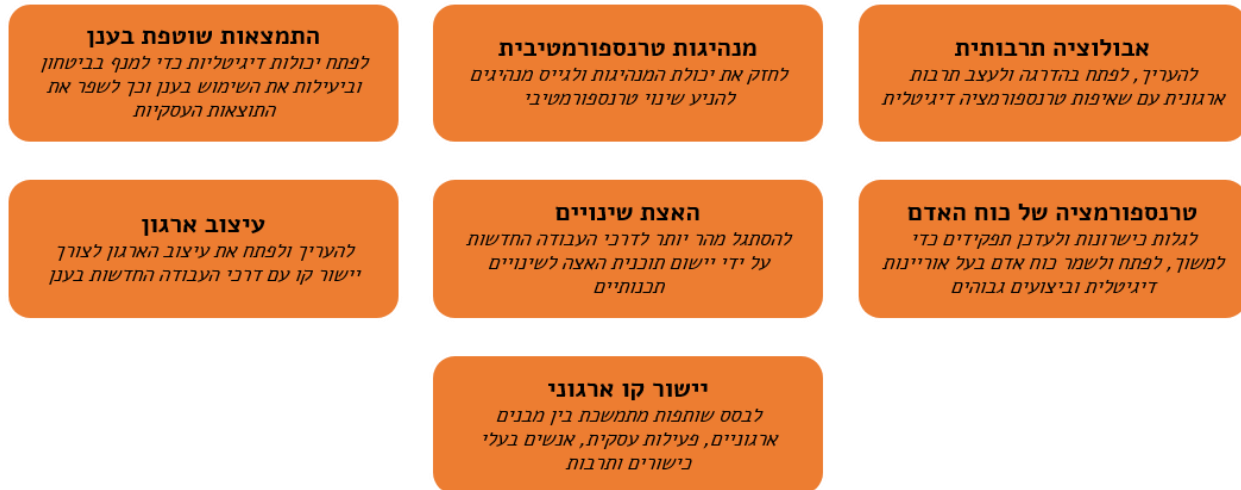 אבולוציה תרבותית
להעריך, לפתח בהדרגה ולעצב תרבות
ארגונית עם שאיפות טרנספורמציה דיגיטלית
מנהיגות טרנספורמטיבית
לחזק את יכולת המנהיגות ולגייס מנהיגים
להניע שינוי טרנספורמטיבי
התמצאות שוטפת בענן
לפתח יכולות דיגיטליות כדי למנף בביטחון
וביעילות את השימוש בענן וכך לשפר את
התוצאות העסקיות
טרנספורמציה של כוח האדם
לגלות כישרונות ולעדכן תפקידים כדי
למשוך, לפתח ולשמר כוח אדם בעל אוריינות
דיגיטלית וביצועים גבוהים
האצת שינויים
להסתגל מהר יותר לדרכי העבודה החדשות
על ידי יישום תוכנית האצה לשינויים
תכנותיים
עיצוב ארגון
להעריך ולפתח את עיצוב הארגון לצורך
יישור קו עם דרכי העבודה החדשות בענן
יישור קו ארגוני
לבסס שותפות מתמשכת בין מבנים
ארגוניים, פעילות עסקית, אנשים בעלי
כישורים ותרבות